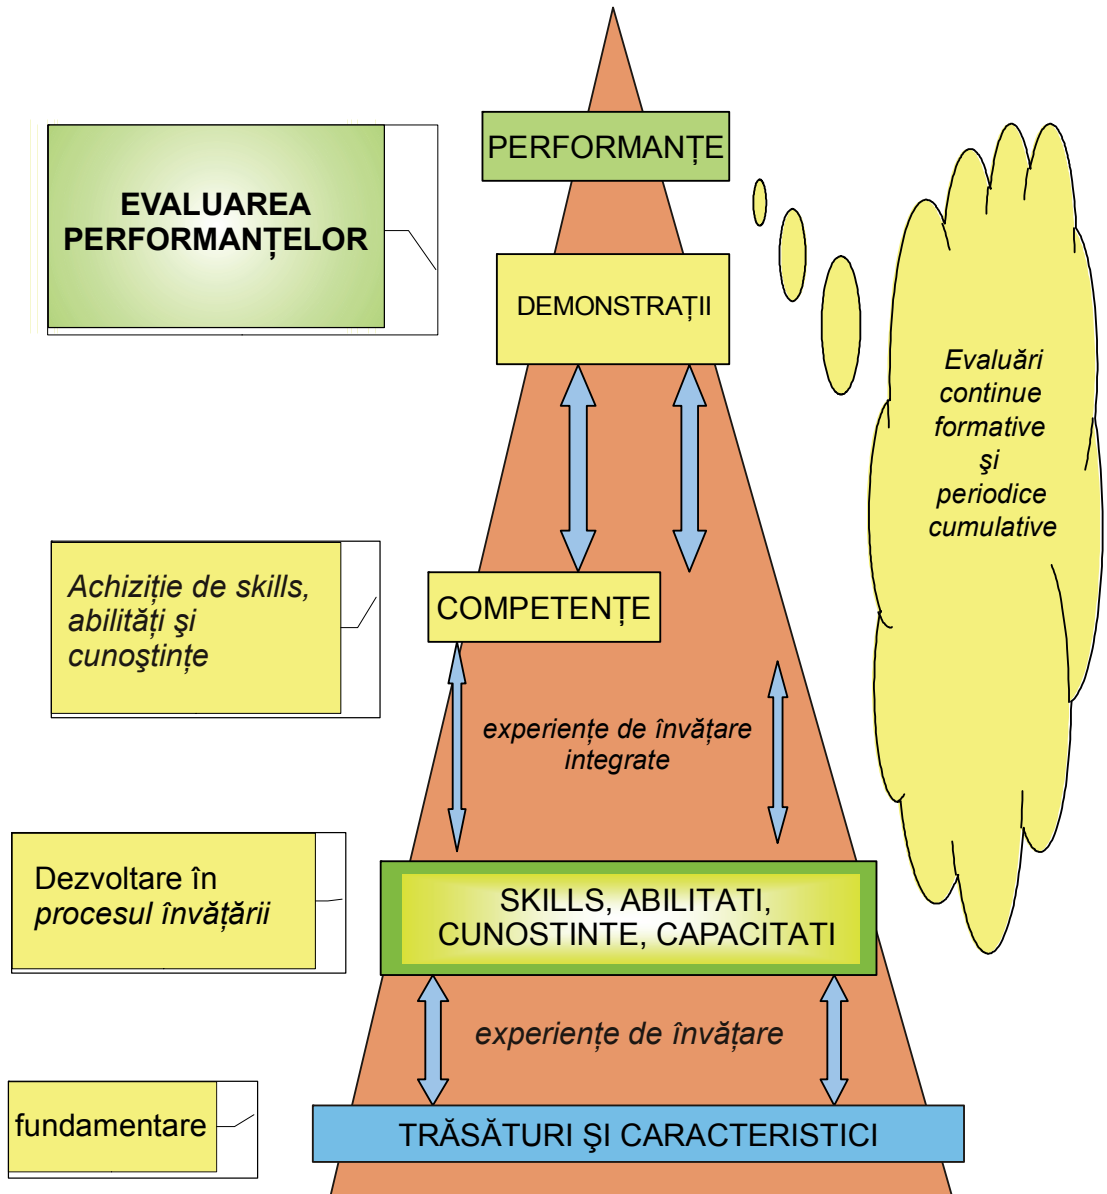 PERFORMANȚE
EVALUAREA
PERFORMANȚELOR
DEMONSTRAȚII
Evaluări
continue
formative
şi
periodice
cumulative
Achiziție de skills,
abilități şi
cunoştințe
COMPETENȚE
experiențe de învățare
integrate
Dezvoltare în
procesul învățării
SKILLS, ABILITATI,
CUNOSTINTE, CAPACITATI
experiențe de învățare
fundamentare
TRĂSĂTURI ŞI CARACTERISTICI